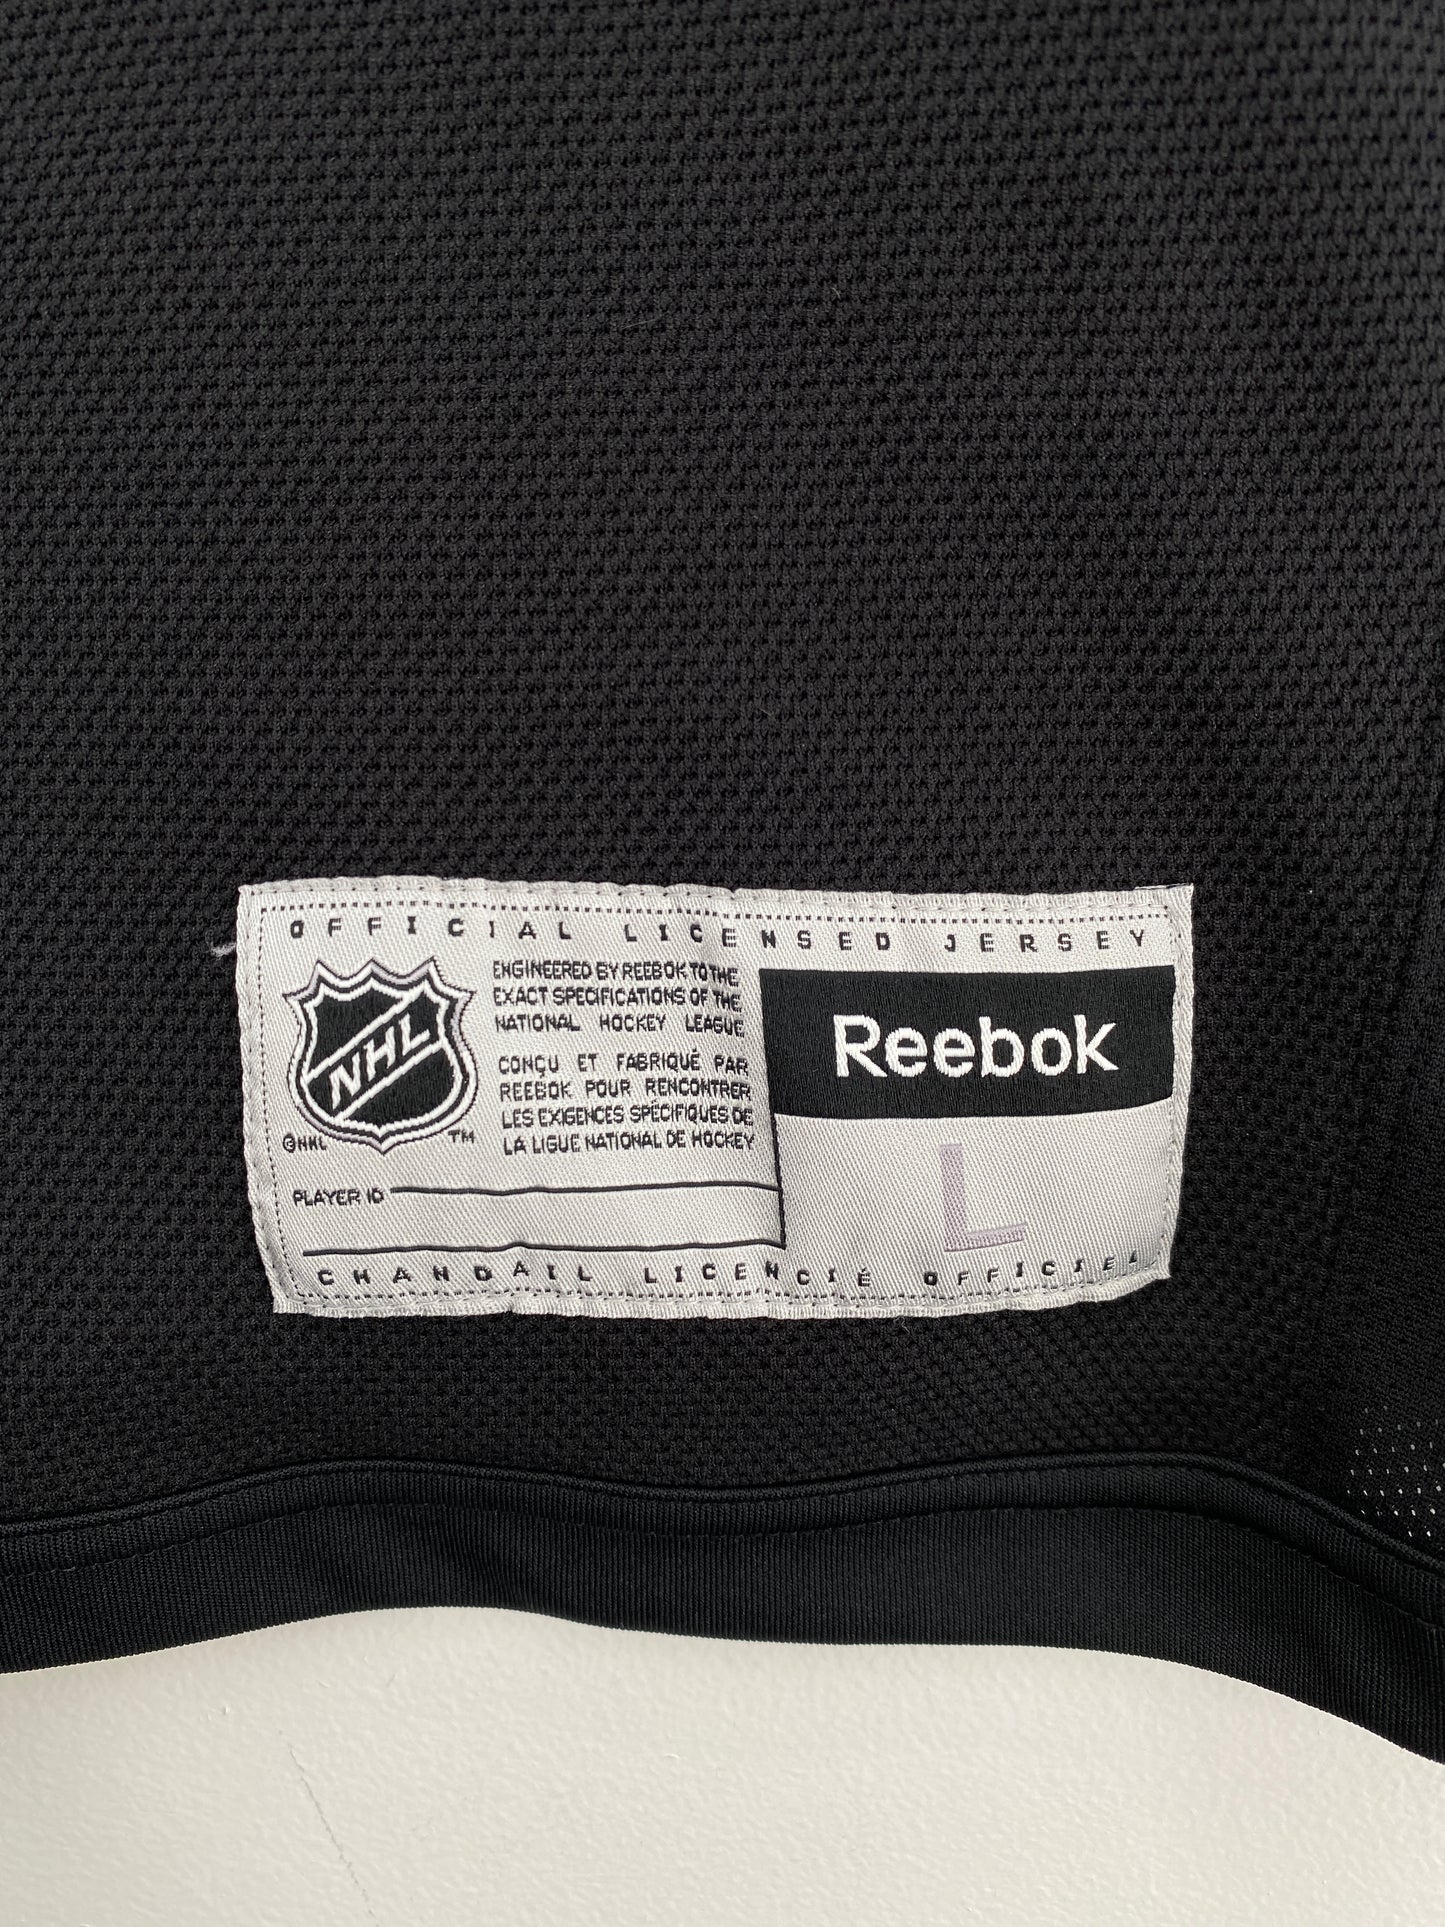 OFFICIAL LICENSED JERSEY
NHL
©NHL
TM
ENGINEERED BY REEBOK TO THE
EXACT SPECIFICATIONS OF THE
NATIONAL HOCKEY LEAGUE
CONÇU ET FABRIQUÉ PAR
REEBOK POUR RENCONTRER
LES EXIGENCES SPÉCIFIQUES DE
LA LIGUE NATIONAL DE HOCKEY
PLAYER ID
Reebok
L
CHANDAIL LICENCIÉ OFFICIEL